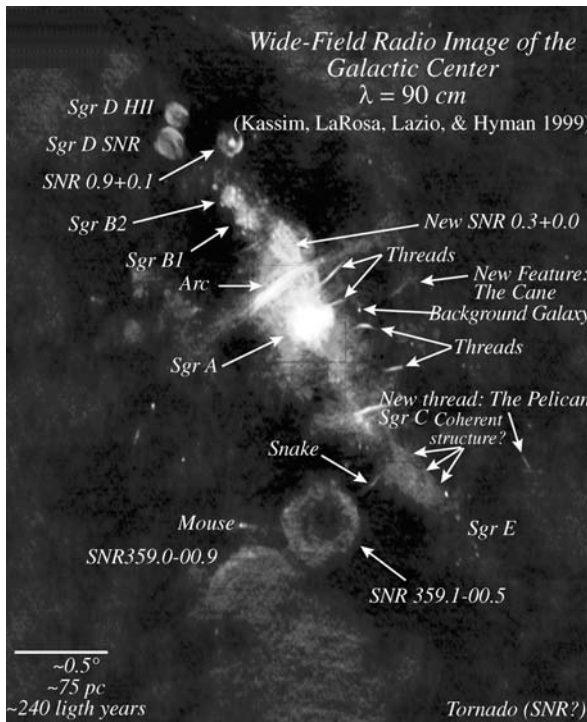 Wide-Field Radio Image of the
Galactic Center
λ = 90 cm
(Kassim, LaRosa, Lazio, & Hyman 1999)
Sgr D HII
Sgr D SNR
SNR 0.9+0.1
Sgr B2
New SNR 0.3+0.0
Sgr B1
Threads
New Feature:
The Cane
Arc
Background Galaxy
Threads
Sgr A
New thread: The Pelican
Sgr C
Coherent
structure?
Snake
Mouse
Sgr E
SNR359.0-00.9
SNR 359.1-00.5
~0.5°
~75 pc
~240 ligth years
Tornado (SNR?)